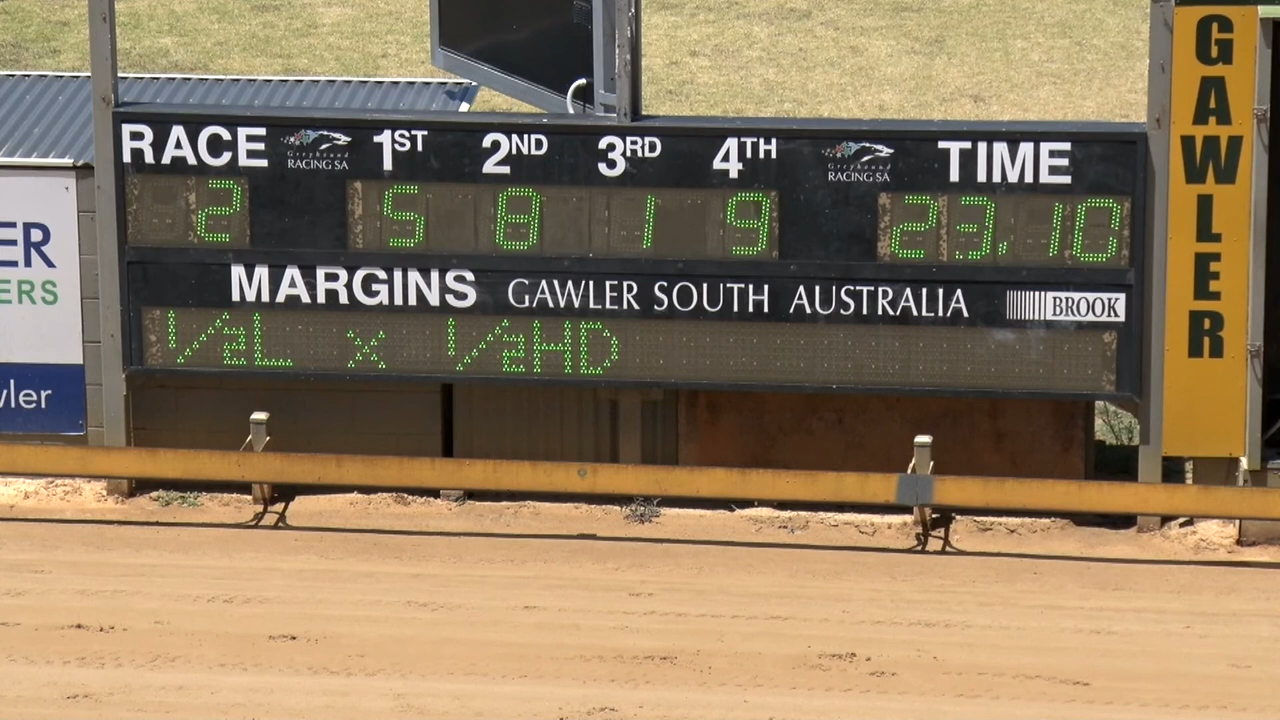 RACE
Greyhound
RACING SA
1ST 2ND 3RD 4TH
Greyhound
RACING SA
TIME
2 5 8 1 9 23.10
MARGINS GAWLER SOUTH AUSTRALIA BROOK
1/2L X 1/2HD
GAWLER
ER
ERS
wler